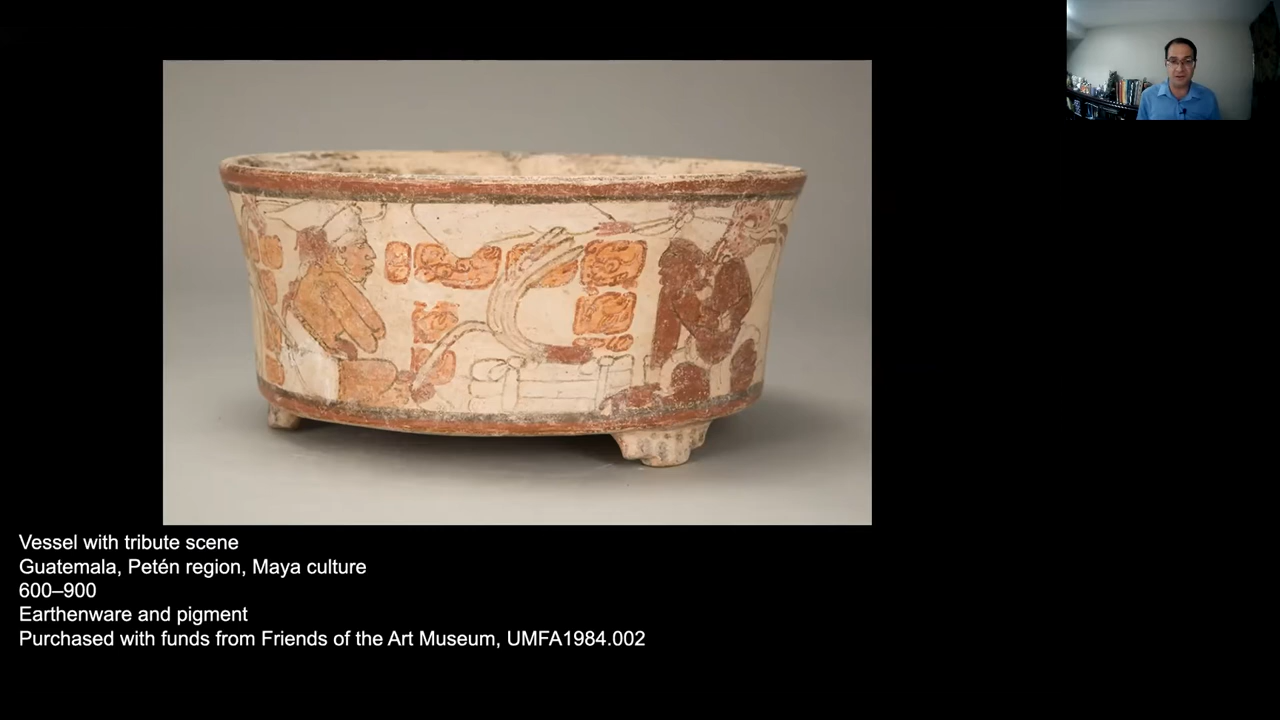 Vessel with tribute scene
Guatemala, Petén region, Maya culture
600–900
Earthenware and pigment
Purchased with funds from Friends of the Art Museum, UMFA1984.002